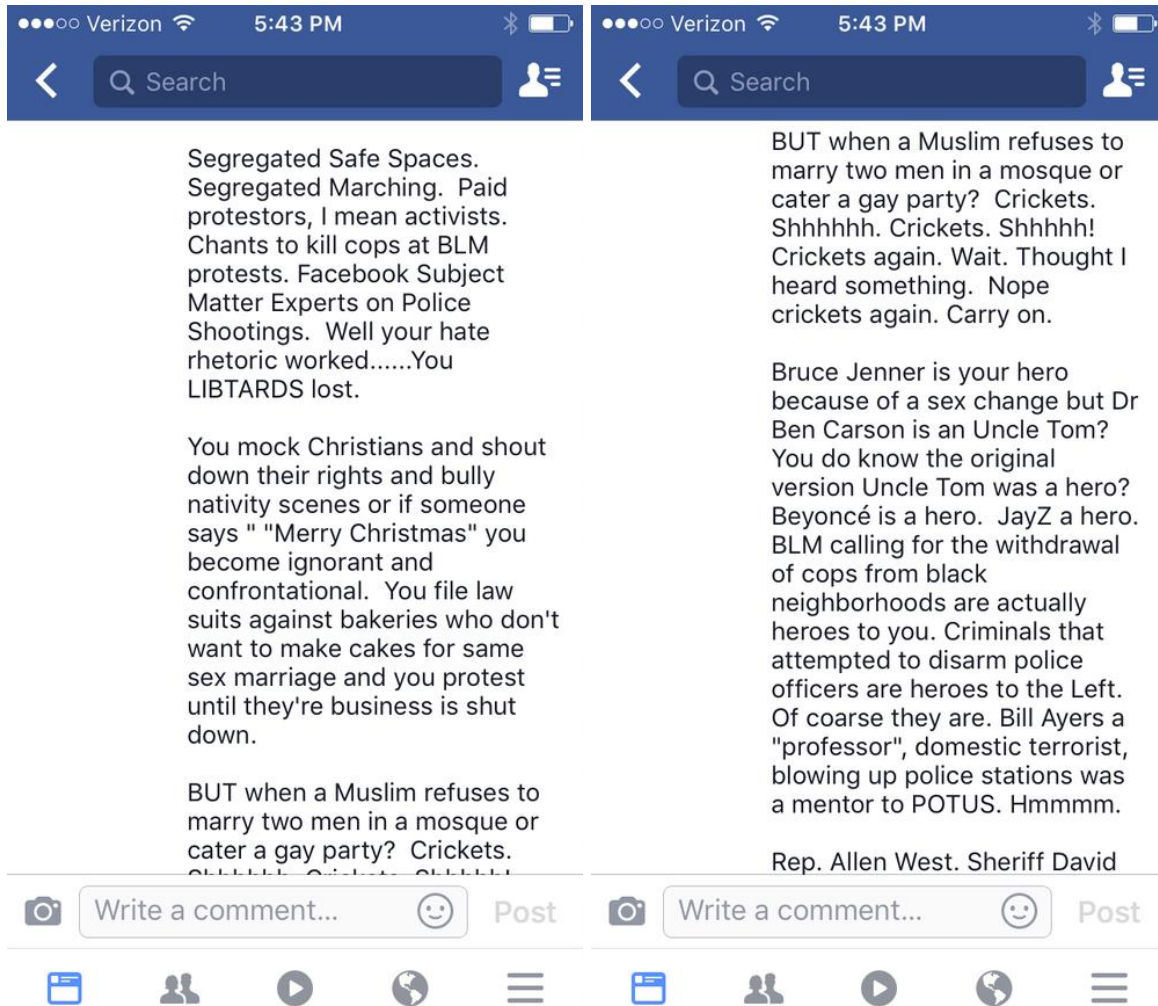 Verizon 5:43 PM
Search
Segregated Safe Spaces.
Segregated Marching.  Paid
protestors, I mean activists.
Chants to kill cops at BLM
protests. Facebook Subject
Matter Experts on Police
Shootings.  Well your hate
rhetoric worked......You
LIBTARDS lost.
You mock Christians and shout
down their rights and bully
nativity scenes or if someone
says " "Merry Christmas" you
become ignorant and
confrontational.  You file law
suits against bakeries who don't
want to make cakes for same
sex marriage and you protest
until they're business is shut
down.
BUT when a Muslim refuses to
marry two men in a mosque or
cater a gay party?  Crickets.
Shhhhhh. Crickets. Shhhhh!
Write a comment... Post
Verizon 5:43 PM
Search
BUT when a Muslim refuses to
marry two men in a mosque or
cater a gay party?  Crickets.
Shhhhhh. Crickets. Shhhhh!
Crickets again. Wait. Thought I
heard something.  Nope
crickets again. Carry on.
Bruce Jenner is your hero
because of a sex change but Dr
Ben Carson is an Uncle Tom?
You do know the original
version Uncle Tom was a hero?
Beyoncé is a hero.  JayZ a hero.
BLM calling for the withdrawal
of cops from black
neighborhoods are actually
heroes to you. Criminals that
attempted to disarm police
officers are heroes to the Left.
Of coarse they are. Bill Ayers a
"professor", domestic terrorist,
blowing up police stations was
a mentor to POTUS. Hmmmm.
Rep. Allen West. Sheriff David
Write a comment... Post